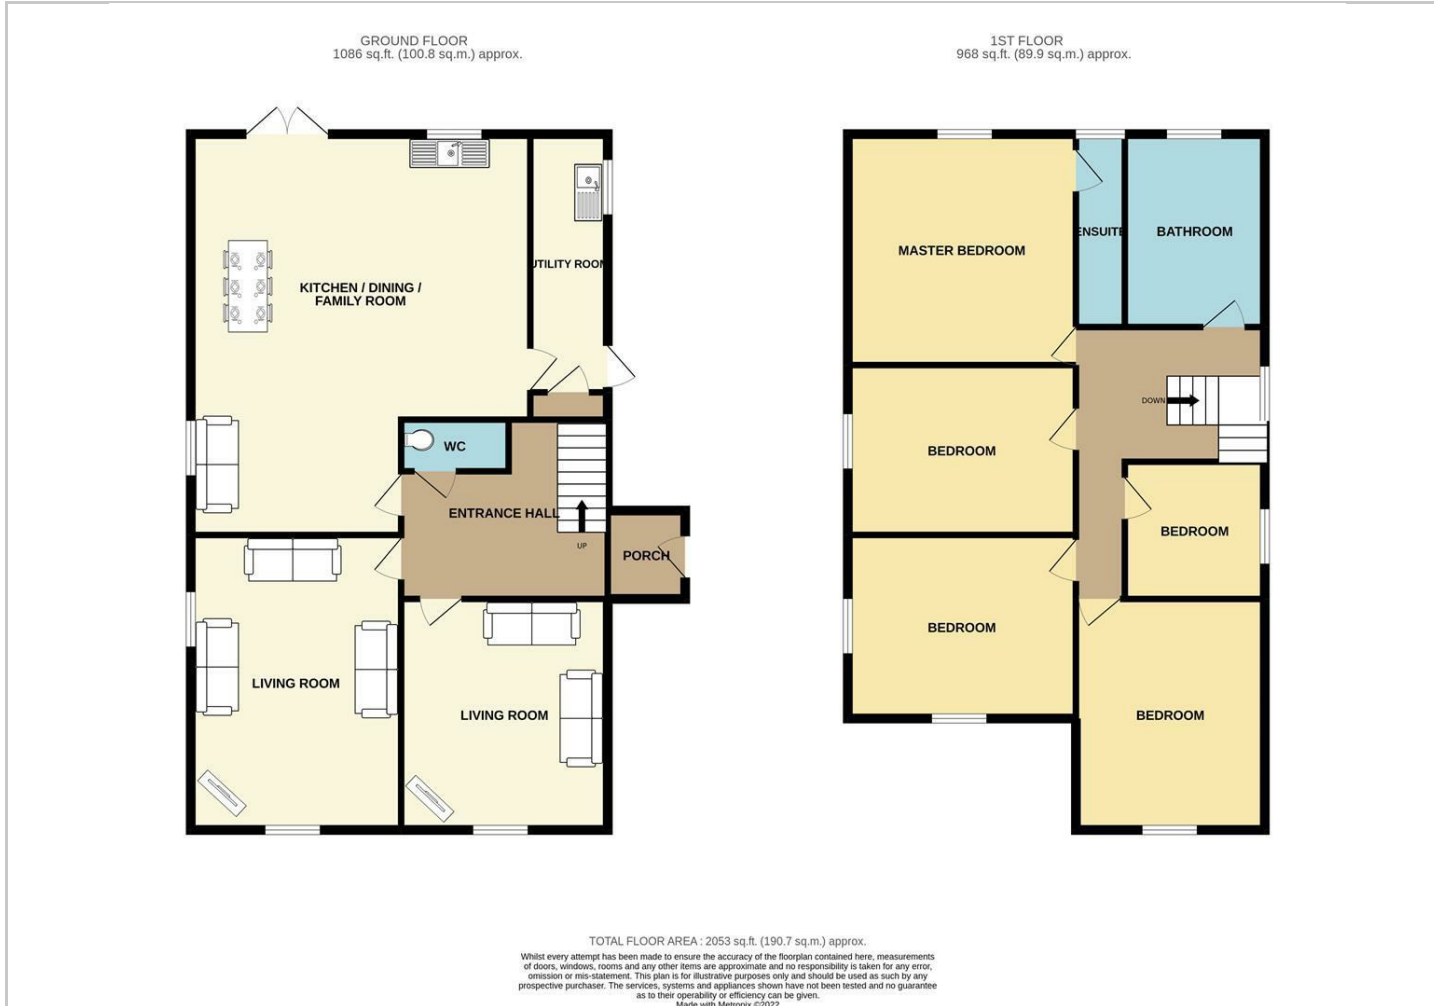 GROUND FLOOR
1086 sq.ft. (100.8 sq.m.) approx.
1ST FLOOR
968 sq.ft. (89.9 sq.m.) approx.
KITCHEN / DINING /
FAMILY ROOM
UTILITY ROOM
WC
ENTRANCE HALL
UP
PORCH
LIVING ROOM
LIVING ROOM
MASTER BEDROOM
ENSUITE
BATHROOM
DOWN
BEDROOM
BEDROOM
BEDROOM
BEDROOM
TOTAL FLOOR AREA : 2053 sq.ft. (190.7 sq.m.) approx.
Whilst every attempt has been made to ensure the accuracy of the floorplan contained here, measurements
of doors, windows, rooms and any other items are approximate and no responsibility is taken for any error,
omission or mis-statement. This plan is for illustrative purposes only and should be used as such by any
prospective purchaser. The services, systems and appliances shown have not been tested and no guarantee
as to their operability or efficiency can be given.
Made with Metropix ©2022